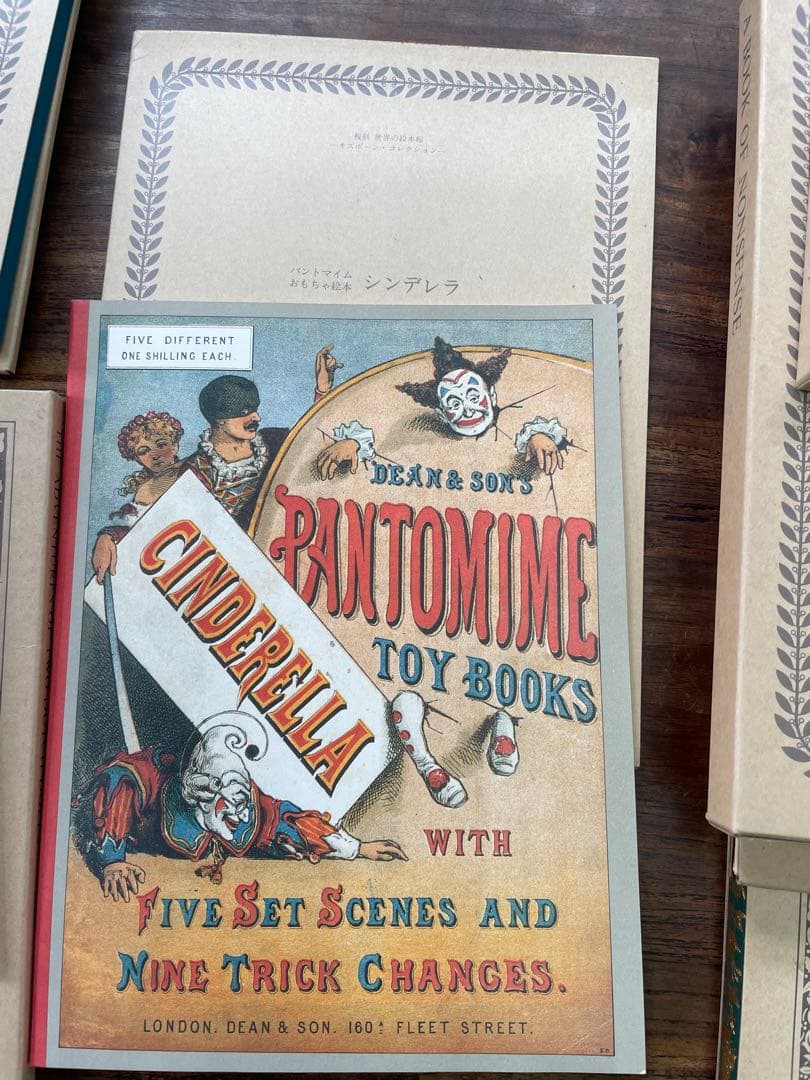 復刻 世界の絵本館
―オズボーン・コレクション―
パントマイム
おもちゃ絵本 シンデレラ
FIVE DIFFERENT
ONE SHILLING EACH.
DEAN & SON'S
PANTOMIME
TOY BOOKS
CINDERELLA
WITH
FIVE SET SCENES AND
NINE TRICK CHANGES.
LONDON. DEAN & SON. 160A FLEET STREET.
A BOOK OF NONSENSE